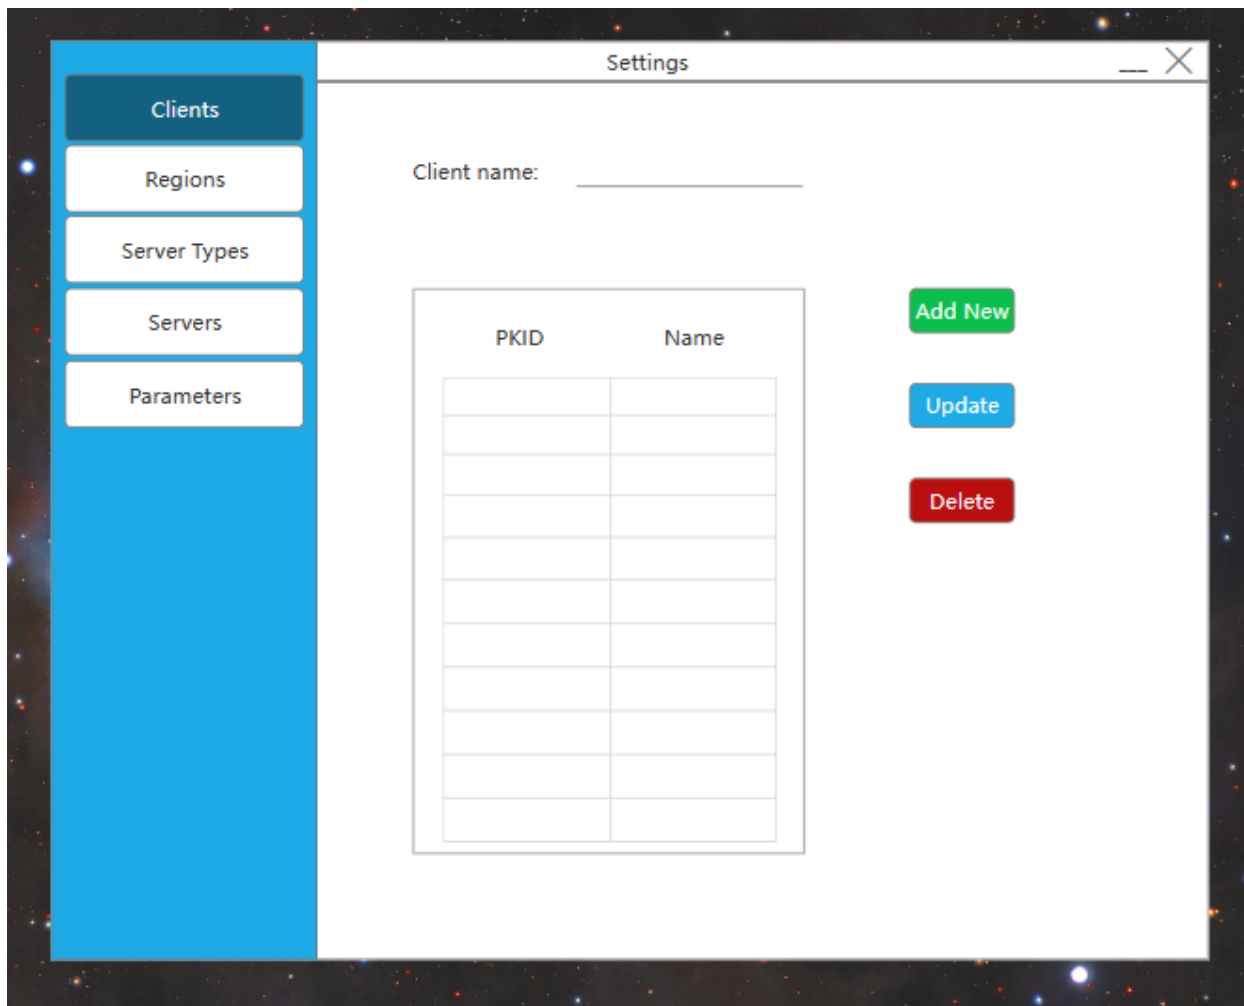 Settings
Clients
Regions
Server Types
Servers
Parameters
Client name:
PKID Name
Add New
Update
Delete